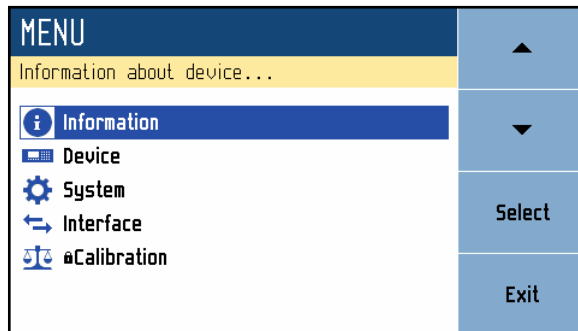 MENU
Information about device...
Information
Device
System
Interface
Calibration
Select
Exit